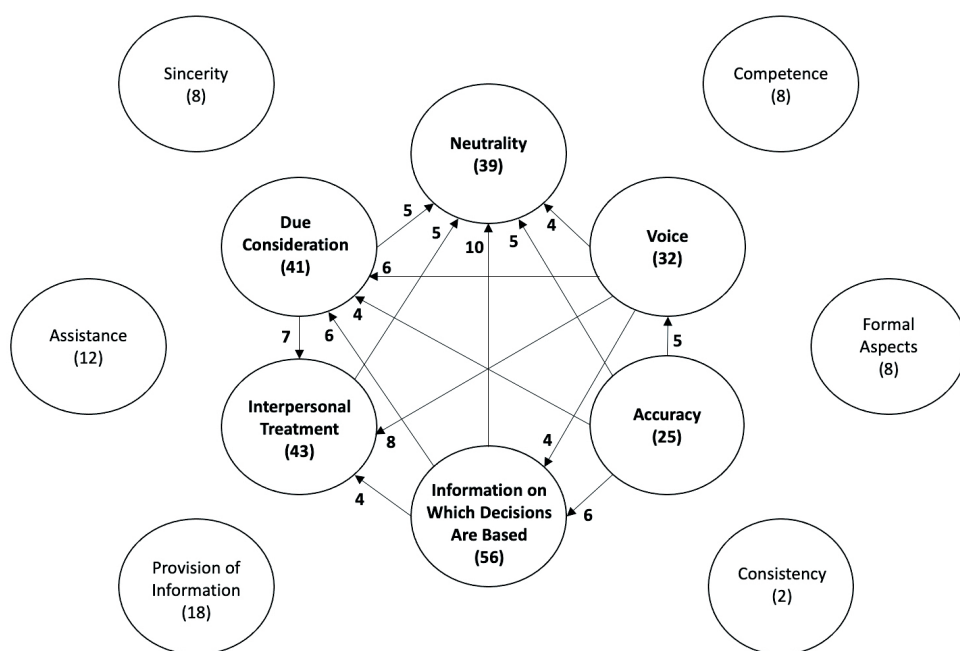 Sincerity
(8)
Competence
(8)
Neutrality
(39)
Due
Consideration
(41)
Voice
(32)
5
5
10
5
4
6
4
Assistance
(12)
Formal
Aspects
(8)
7
6
5
Interpersonal
Treatment
(43)
Accuracy
(25)
8
4
4
6
Information on
Which Decisions
Are Based
(56)
Provision of
Information
(18)
Consistency
(2)